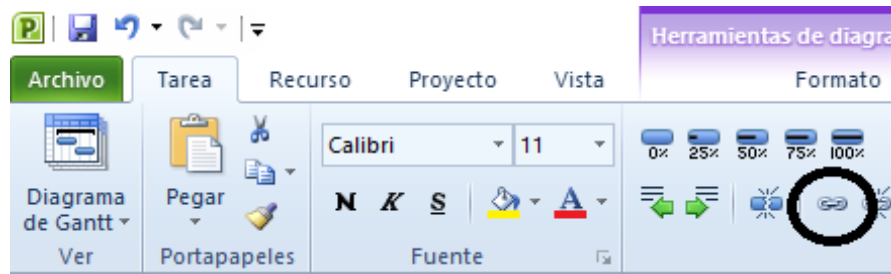 Herramientas de diagra
Archivo Tarea Recurso Proyecto Vista Formato
Calibri 11
0% 25% 50% 75% 100%
Diagrama
de Gantt
Pegar
N K S A
Ver Portapapeles Fuente